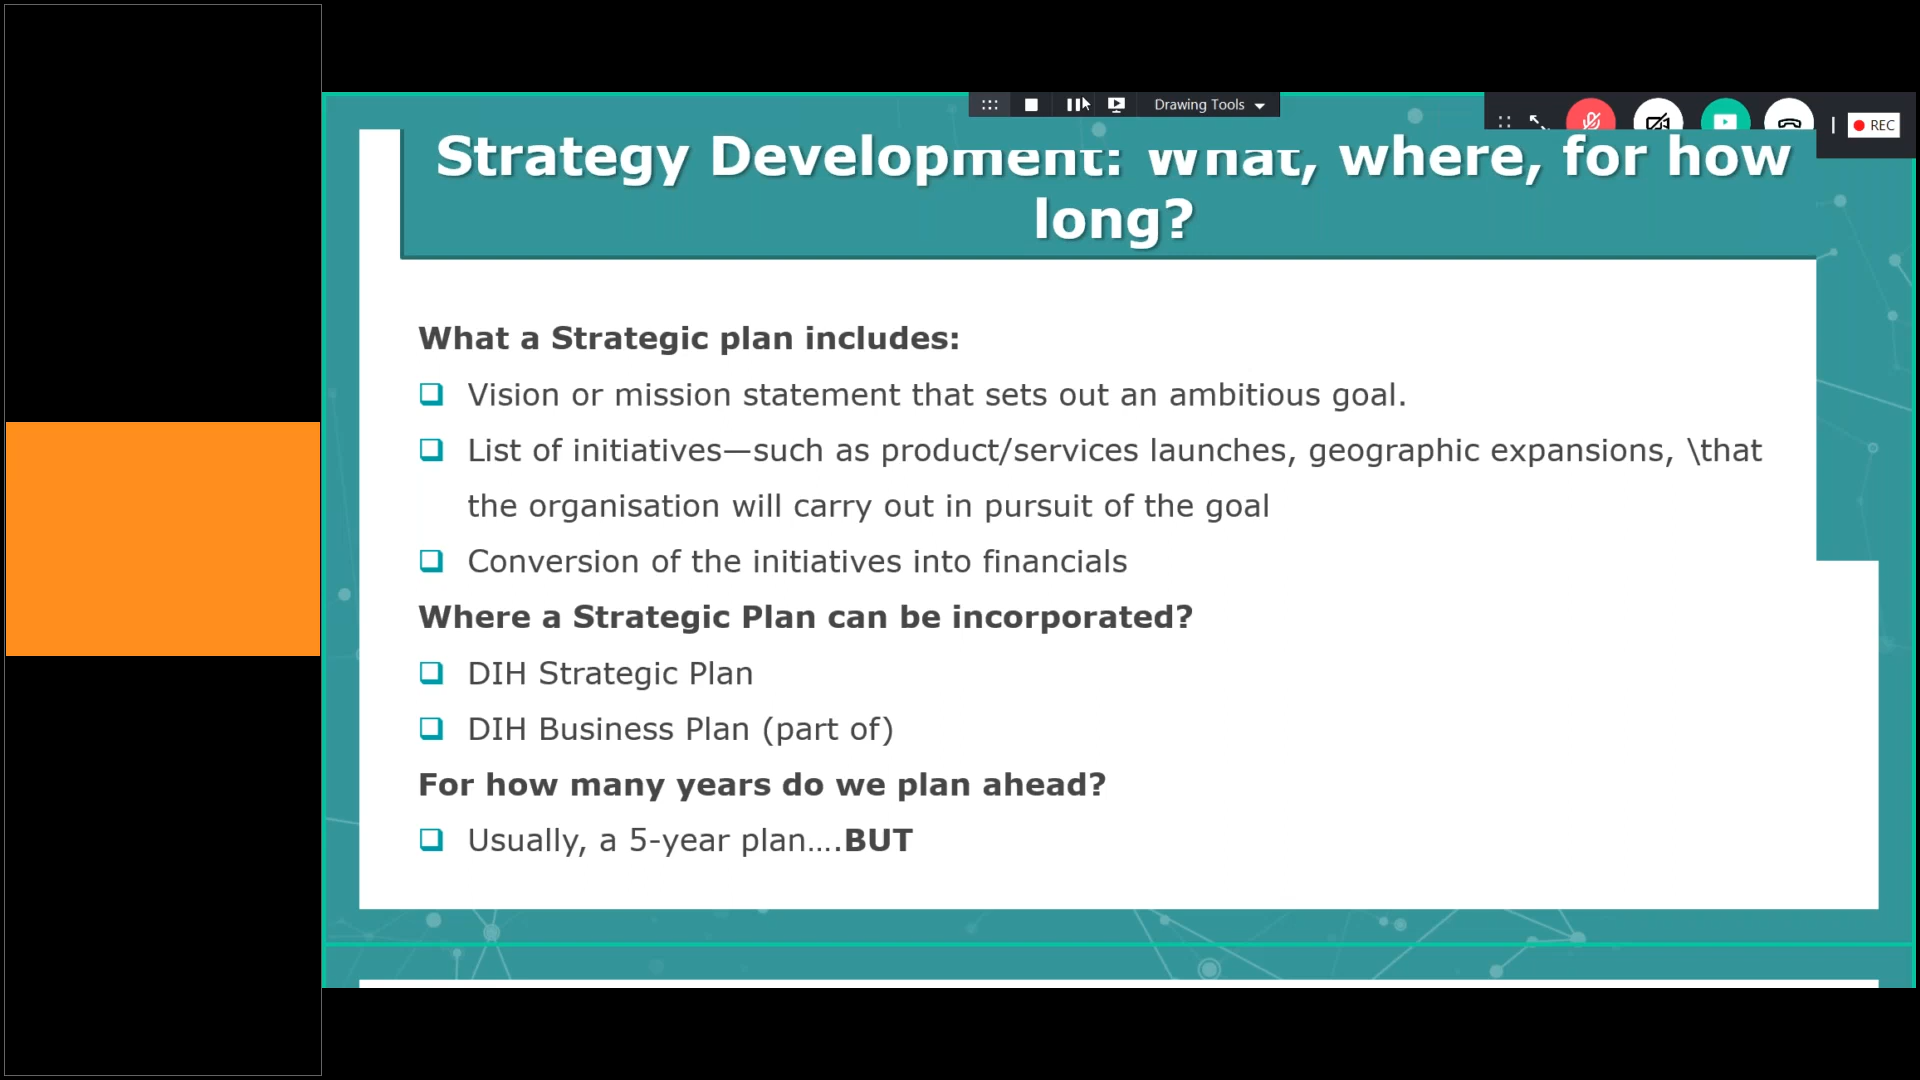 Drawing Tools
REC
Strategy Development: what, where, for how
long?
What a Strategic plan includes:
Vision or mission statement that sets out an ambitious goal.
List of initiatives—such as product/services launches, geographic expansions, \that
the organisation will carry out in pursuit of the goal
Conversion of the initiatives into financials
Where a Strategic Plan can be incorporated?
DIH Strategic Plan
DIH Business Plan (part of)
For how many years do we plan ahead?
Usually, a 5-year plan….BUT